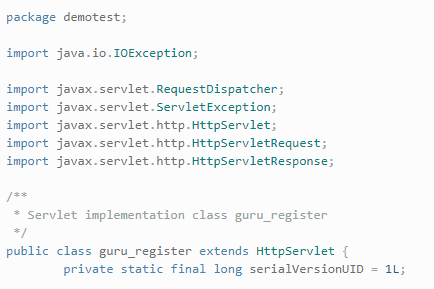 package demotest;
import java.io.IOException;
import javax.servlet.RequestDispatcher;
import javax.servlet.ServletException;
import javax.servlet.http.HttpServlet;
import javax.servlet.http.HttpServletRequest;
import javax.servlet.http.HttpServletResponse;
/**
 * Servlet implementation class guru_register
 */
public class guru_register extends HttpServlet {
        private static final long serialVersionUID = 1L;